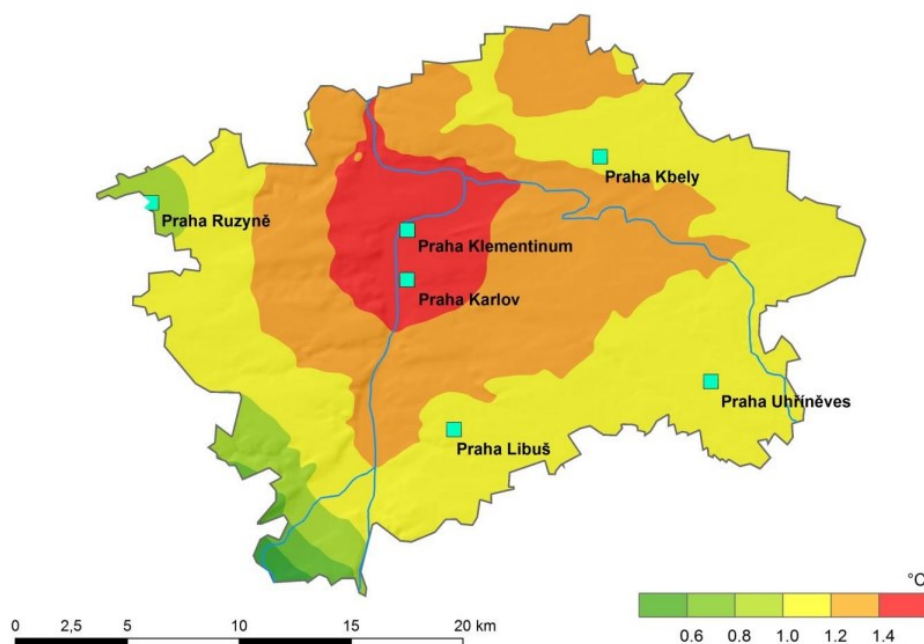 Praha Kbely
Praha Ruzyně
Praha Klementinum
Praha Karlov
Praha Uhříněves
Praha Libuš
°C
0 2,5 5 10 15 20 km
0.6 0.8 1.0 1.2 1.4